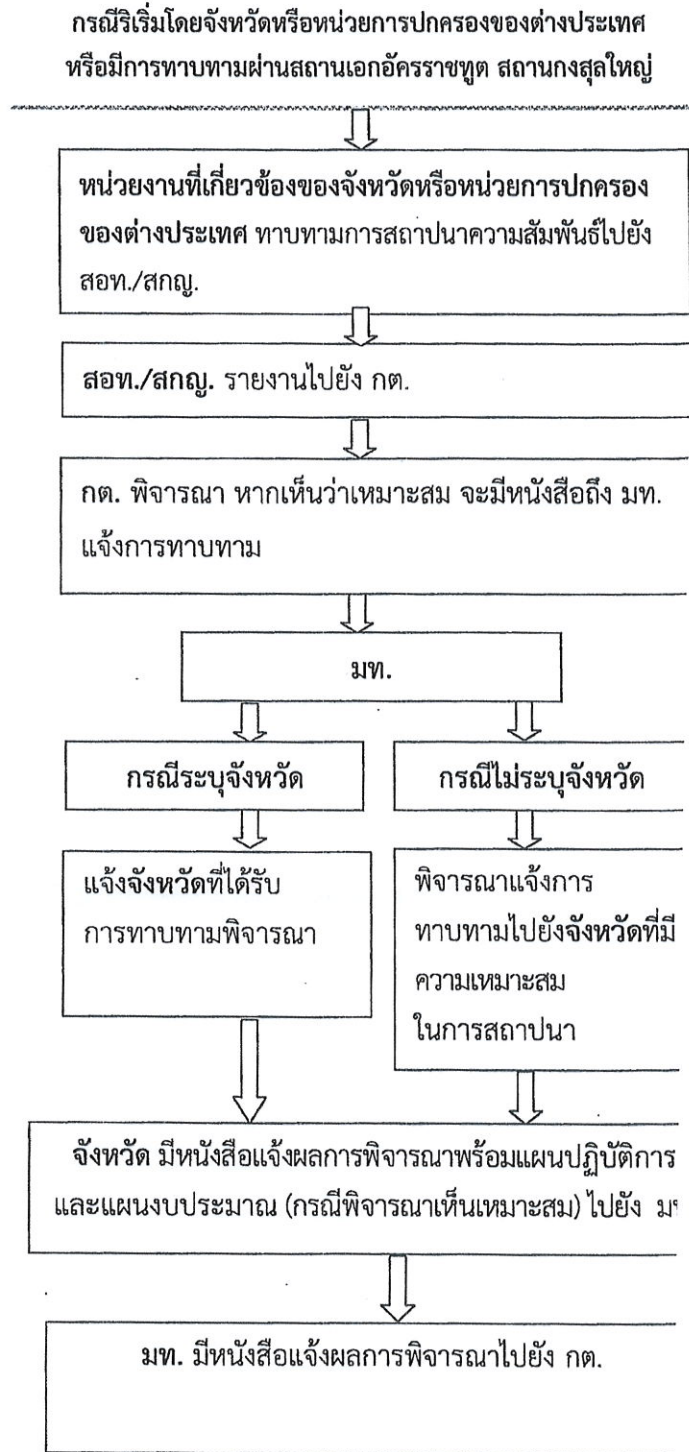 กรณีริเริ่มโดยจังหวัดหรือหน่วยการปกครองของต่างประเทศ
หรือมีการทาบทามผ่านสถานเอกอัครราชทูต สถานกงสุลใหญ่
หน่วยงานที่เกี่ยวข้องของจังหวัดหรือหน่วยการปกครอง
ของต่างประเทศ ทาบทามการสถาปนาความสัมพันธ์ไปยัง
สอท./สกญ.
สอท./สกญ. รายงานไปยัง กต.
กต. พิจารณา หากเห็นว่าเหมาะสม จะมีหนังสือถึง มท.
แจ้งการทาบทาม
มท.
กรณีระบุจังหวัด
กรณีไม่ระบุจังหวัด
แจ้งจังหวัดที่ได้รับ
การทาบทามพิจารณา
พิจารณาแจ้งการ
ทาบทามไปยังจังหวัดที่มี
ความเหมาะสม
ในการสถาปนา
จังหวัด มีหนังสือแจ้งผลการพิจารณาพร้อมแผนปฏิบัติการ
และแผนงบประมาณ (กรณีพิจารณาเห็นเหมาะสม) ไปยัง
มท. มีหนังสือแจ้งผลการพิจารณาไปยัง กต.